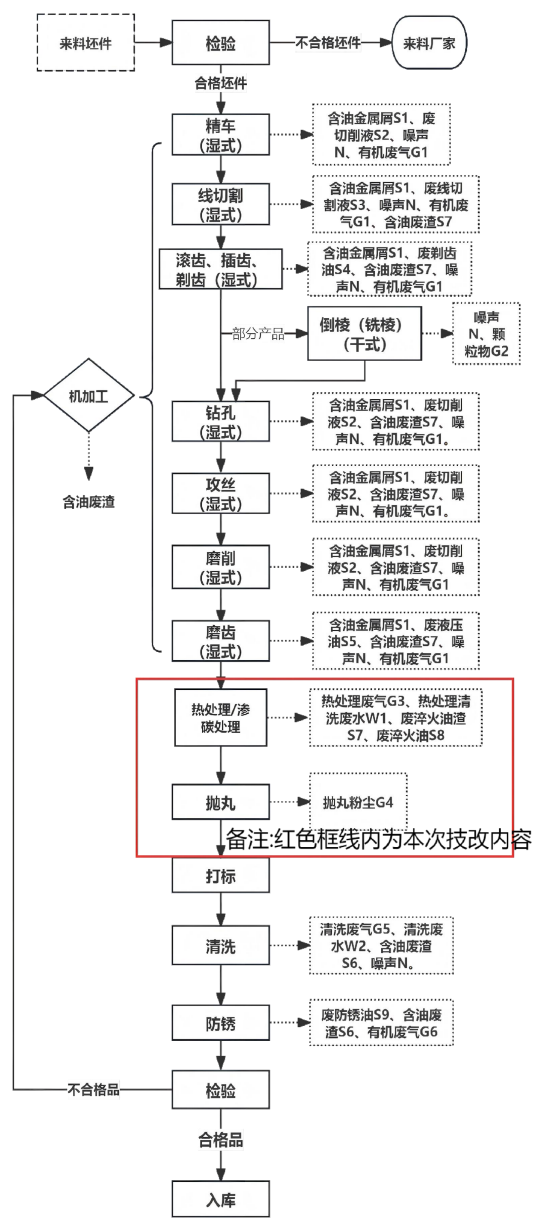 来料坯件
检验
不合格坯件
来料厂家
合格坯件
精车
（湿式）
含油金属屑S1、废
切削液S2、噪声
N、有机废气G1
线切割
（湿式）
含油金属屑S1、废线切
割液S3、噪声N、有机废
气G1、含油废渣S7
滚齿、插齿、
剃齿（湿式）
含油金属屑S1、废剃齿
油S4、含油废渣S7、噪
声N、有机废气G1
部分产品
倒棱（铣棱）
（干式）
噪声
N、颗
粒物G2
机加工
含油废渣
钻孔
（湿式）
含油金属屑S1、废切削
液S2、含油废渣S7、噪
声N、有机废气G1。
攻丝
（湿式）
含油金属屑S1、废切削
液S2、含油废渣S7、噪
声N、有机废气G1。
磨削
（湿式）
含油金属屑S1、废切削
液S2、含油废渣S7、噪
声N、有机废气G1
磨齿
（湿式）
含油金属屑S1、废液压
油S5、含油废渣S7、噪
声N、有机废气G1
热处理/渗
碳处理
热处理废气G3、热处理清
洗废水W1、废淬火油渣
S7、废淬火油S8
抛丸
抛丸粉尘G4
备注:红色框线内为本次技改内容
打标
清洗
清洗废气G5、清洗废
水W2、含油废渣
S6、噪声N。
防锈
废防锈油S9、含油废
渣S6、有机废气G6
不合格品
检验
合格品
入库